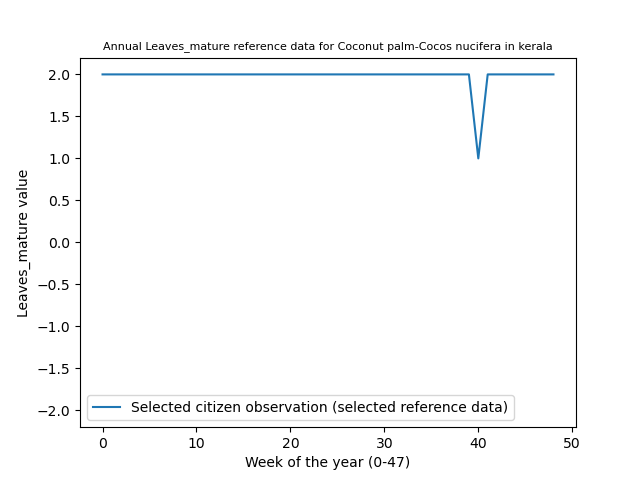 Annual Leaves_mature reference data for Coconut palm-Cocos nucifera in kerala
2.0
1.5
1.0
0.5
0.0
−0.5
−1.0
−1.5
−2.0
Leaves_mature value
Selected citizen observation (selected reference data)
0 10 20 30 40 50
Week of the year (0-47)